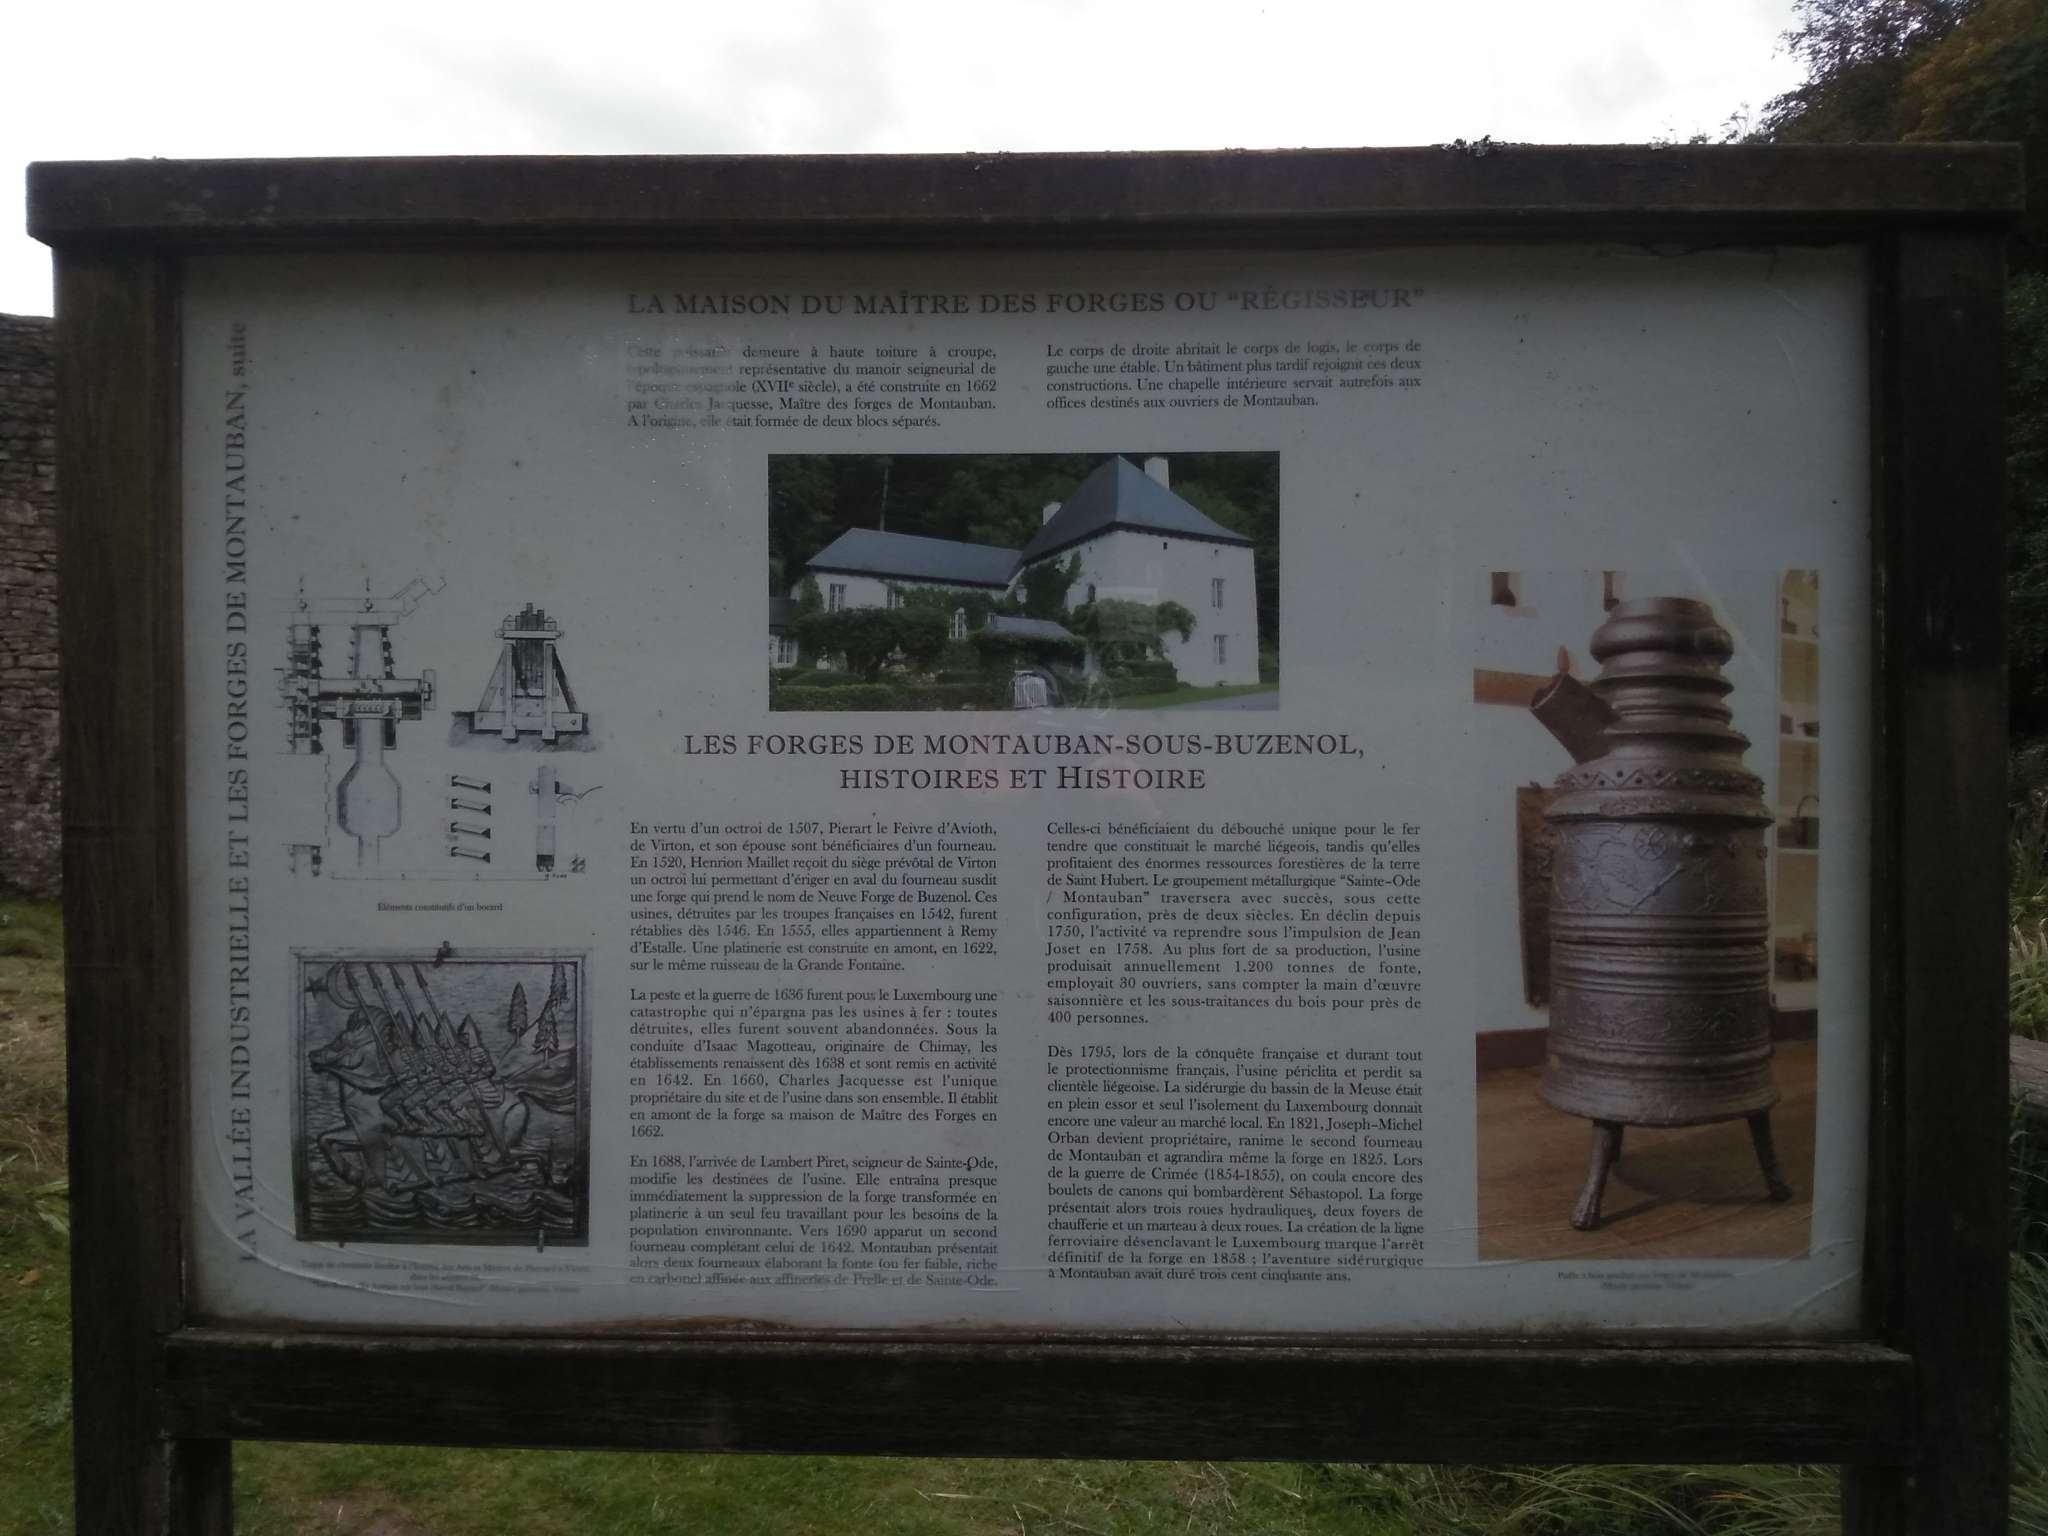 LA VALLÉE INDUSTRIELLE ET LES FORGES DE MONTAUBAN, suite
LA MAISON DU MAÎTRE DES FORGES OU “RÉGISSEUR”
Cette puissante demeure à haute toiture à croupe,
typologiquement représentative du manoir seigneurial de
l'époque espagnole (XVIIe siècle), a été construite en 1662
par Charles Jacquesse, Maître des forges de Montauban.
A l'origine, elle était formée de deux blocs séparés.
Le corps de droite abritait le corps de logis, le corps de
gauche une étable. Un bâtiment plus tardif rejoignit ces deux
constructions. Une chapelle intérieure servait autrefois aux
offices destinés aux ouvriers de Montauban.
LES FORGES DE MONTAUBAN-SOUS-BUZENOL,
HISTOIRES ET HISTOIRE
En vertu d'un octroi de 1507, Pierart le Feivre d'Avioth,
de Virton, et son épouse sont bénéficiaires d'un fourneau.
En 1520, Henrion Maillet reçoit du siège prévôtal de Virton
un octroi lui permettant d'ériger en aval du fourneau susdit
une forge qui prend le nom de Neuve Forge de Buzenol. Ces
usines, détruites par les troupes françaises en 1542, furent
rétablies dès 1546. En 1555, elles appartiennent à Remy
d'Estalle. Une platinerie est construite en amont, en 1622,
sur le même ruisseau de la Grande Fontaine.
La peste et la guerre de 1636 furent pous le Luxembourg une
catastrophe qui n'épargna pas les usines à fer : toutes
détruites, elles furent souvent abandonnées. Sous la
conduite d'Isaac Magotteau, originaire de Chimay, les
établissements renaissent dès 1638 et sont remis en activité
en 1642. En 1660, Charles Jacquesse est l'unique
propriétaire du site et de l'usine dans son ensemble. Il établit
en amont de la forge sa maison de Maître des Forges en
1662.
En 1688, l'arrivée de Lambert Piret, seigneur de Sainte-Ode,
modifie les destinées de l'usine. Elle entraîna presque
immédiatement la suppression de la forge transformée en
platinerie à un seul feu travaillant pour les besoins de la
population environnante. Vers 1690 apparut un second
fourneau complétant celui de 1642. Montauban présentait
alors deux fourneaux élaborant la fonte (ou fer faible, riche
en carbone) affinée aux affineries de Prelle et de Sainte-Ode.
Celles-ci bénéficiaient du débouché unique pour le fer
tendre que constituait le marché liégeois, tandis qu'elles
profitaient des énormes ressources forestières de la terre
de Saint Hubert. Le groupement métallurgique “Sainte-Ode
/ Montauban” traversera avec succès, sous cette
configuration, près de deux siècles. En déclin depuis
1750, l'activité va reprendre sous l'impulsion de Jean
Joset en 1758. Au plus fort de sa production, l'usine
produisait annuellement 1.200 tonnes de fonte,
employait 30 ouvriers, sans compter la main d'œuvre
saisonnière et les sous-traitances du bois pour près de
400 personnes.
Dès 1795, lors de la conquête française et durant tout
le protectionnisme français, l'usine périclita et perdit sa
clientèle liégeoise. La sidérurgie du bassin de la Meuse était
en plein essor et seul l'isolement du Luxembourg donnait
encore une valeur au marché local. En 1821, Joseph-Michel
Orban devient propriétaire, ranime le second fourneau
de Montauban et agrandira même la forge en 1825. Lors
de la guerre de Crimée (1854-1855), on coula encore des
boulets de canons qui bombardèrent Sébastopol. La forge
présentait alors trois roues hydrauliques, deux foyers de
chaufferie et un marteau à deux roues. La création de la ligne
ferroviaire désenclavant le Luxembourg marque l'arrêt
définitif de la forge en 1858 ; l'aventure sidérurgique
à Montauban avait duré trois cent cinquante ans.
Éléments constitutifs d'un bocard